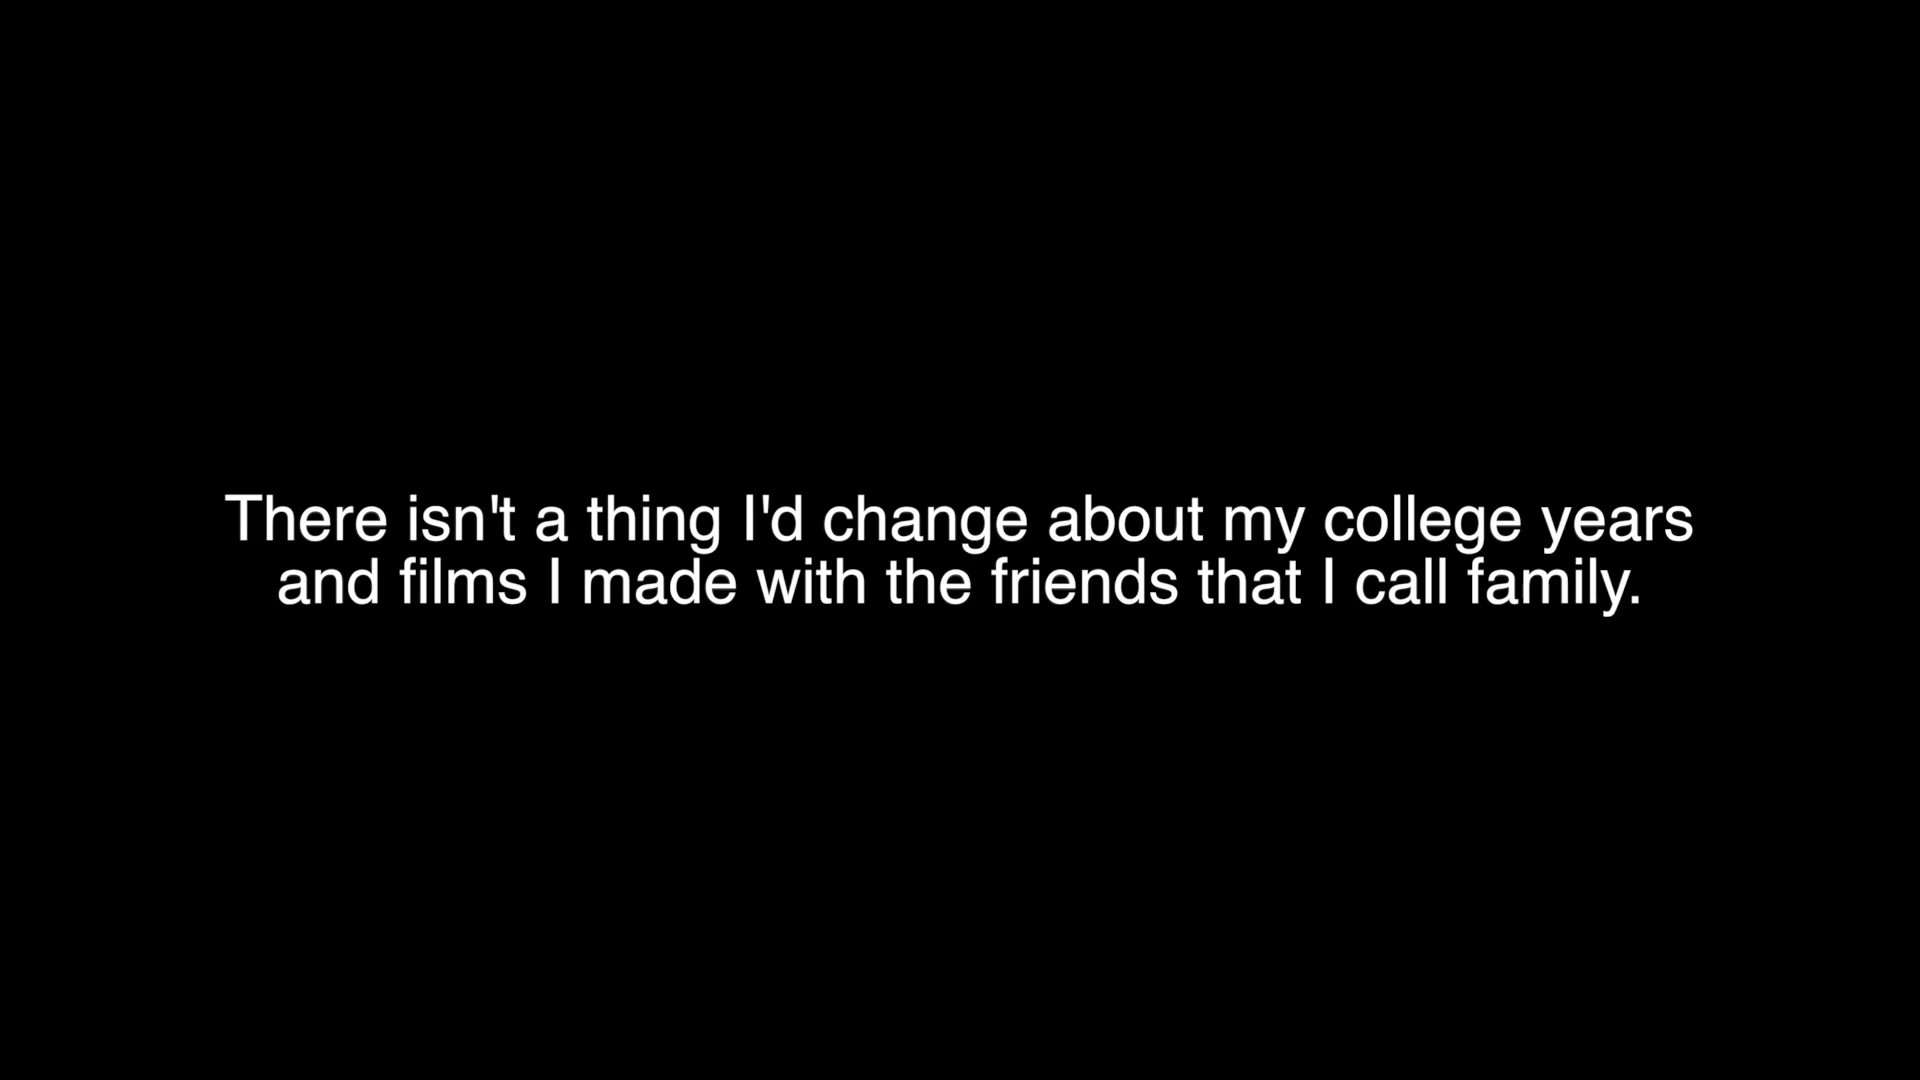 There isn't a thing I'd change about my college years
and films I made with the friends that I call family.